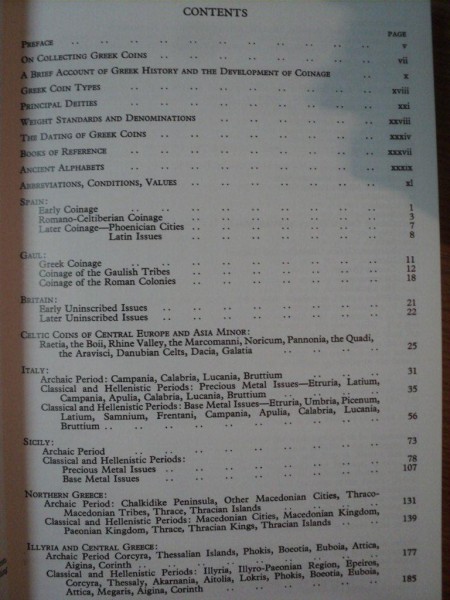 CONTENTS
PAGE
PREFACE .. .. .. .. .. .. .. .. .. .. v
ON COLLECTING GREEK COINS .. .. .. .. .. .. .. vii
A BRIEF ACCOUNT OF GREEK HISTORY AND THE DEVELOPMENT OF COINAGE .. x
GREEK COIN TYPES .. .. .. .. .. .. .. .. xviii
PRINCIPAL DEITIES .. .. .. .. .. .. .. .. xxi
WEIGHT STANDARDS AND DENOMINATIONS .. .. .. .. .. xxviii
THE DATING OF GREEK COINS .. .. .. .. .. .. .. xxxiv
BOOKS OF REFERENCE .. .. .. .. .. .. .. .. xxxvii
ANCIENT ALPHABETS .. .. .. .. .. .. .. .. xxxix
ABBREVIATIONS, CONDITIONS, VALUES .. .. .. .. .. .. xl
SPAIN:
Early Coinage .. .. .. .. .. .. .. .. 1
Romano-Celtiberian Coinage .. .. .. .. .. .. 3
Later Coinage—Phoenician Cities .. .. .. .. .. .. 7
Latin Issues .. .. .. .. .. .. 8
GAUL:
Greek Coinage .. .. .. .. .. .. .. .. 11
Coinage of the Gaulish Tribes .. .. .. .. .. .. 12
Coinage of the Roman Colonies .. .. .. .. .. .. 18
BRITAIN:
Early Uninscribed Issues .. .. .. .. .. .. .. 21
Later Uninscribed Issues .. .. .. .. .. .. .. 22
CELTIC COINS OF CENTRAL EUROPE AND ASIA MINOR:
Raetia, the Boii, Rhine Valley, the Marcomanni, Noricum, Pannonia, the Quadi,
the Aravisci, Danubian Celts, Dacia, Galatia .. .. .. .. 25
ITALY:
Archaic Period: Campania, Calabria, Lucania, Bruttium .. .. .. 31
Classical and Hellenistic Periods: Precious Metal Issues—Etruria, Latium,
Campania, Apulia, Calabria, Lucania, Bruttium .. .. .. .. 35
Classical and Hellenistic Periods: Base Metal Issues—Etruria, Umbria, Picenum,
Latium, Samnium, Frentani, Campania, Apulia, Calabria, Lucania,
Bruttium .. .. .. .. .. .. .. .. 56
SICILY:
Archaic Period .. .. .. .. .. .. .. .. 73
Classical and Hellenistic Periods:
Precious Metal Issues .. .. .. .. .. .. .. 78
Base Metal Issues .. .. .. .. .. .. .. 107
NORTHERN GREECE:
Archaic Period: Chalkidike Peninsula, Other Macedonian Cities, Thraco-
Macedonian Tribes, Thrace, Thracian Islands .. .. .. .. 131
Classical and Hellenistic Periods: Macedonian Cities, Macedonian Kingdom,
Paeonian Kingdom, Thrace, Thracian Kings, Thracian Islands .. .. 139
ILLYRIA AND CENTRAL GREECE:
Archaic Period Corcyra, Thessalian Islands, Phokis, Boeotia, Euboia, Attica,
Aigina, Corinth .. .. .. .. .. .. .. 177
Classical and Hellenistic Periods: Illyria, Illyro-Paeonian Region, Epeiros,
Corcyra, Thessaly, Akarnania, Aitolia, Lokris, Phokis, Boeotia, Euboia,
Attica, Megaris, Aigina, Corinth .. .. .. .. .. 185